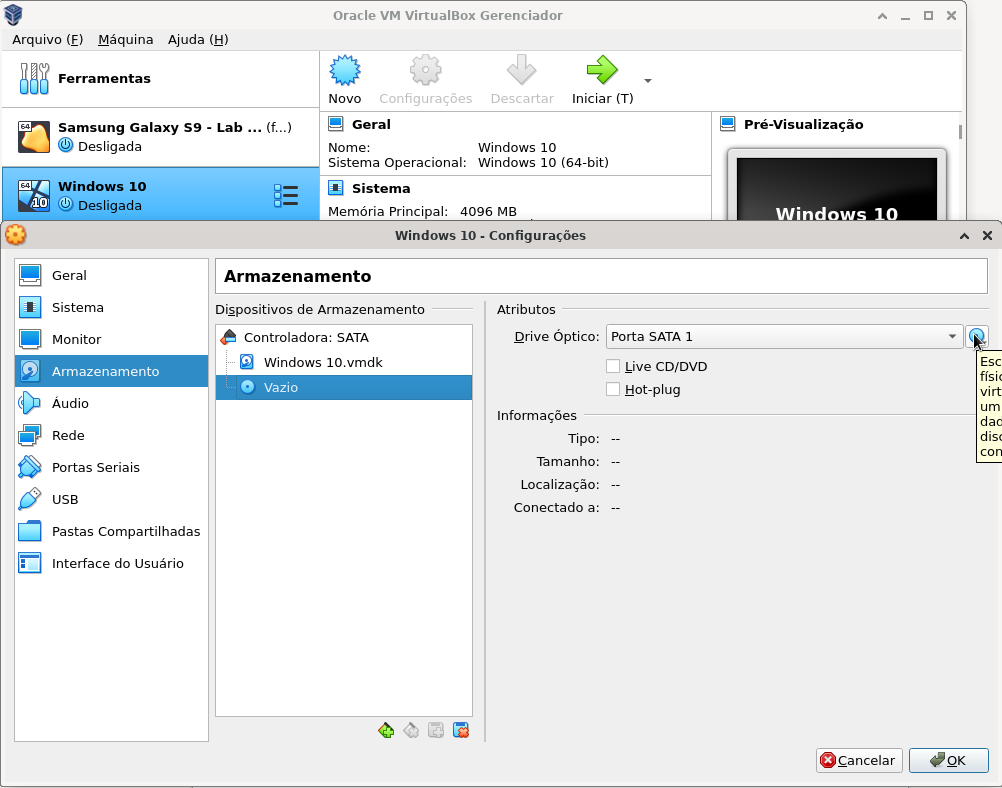 Oracle VM VirtualBox Gerenciador
Arquivo (F) Máquina Ajuda (H)
Ferramentas
Novo Configurações Descartar Iniciar (T)
64
Samsung Galaxy S9 - Lab ... (f...)
Desligada
64
10
Windows 10
Desligada
Geral
Nome: Windows 10
Sistema Operacional: Windows 10 (64-bit)
Sistema
Memória Principal: 4096 MB
Pré-Visualização
Windows 10
Windows 10 - Configurações
Geral
Sistema
Monitor
Armazenamento
Áudio
Rede
Portas Seriais
USB
Pastas Compartilhadas
Interface do Usuário
Armazenamento
Dispositivos de Armazenamento
Controladora: SATA
Windows 10.vmdk
Vazio
Atributos
Drive Óptico: Porta SATA 1
Live CD/DVD
Hot-plug
Informações
Tipo: --
Tamanho: --
Localização: --
Conectado a: --
Esc
físic
virt
um
dad
disc
con
Cancelar OK